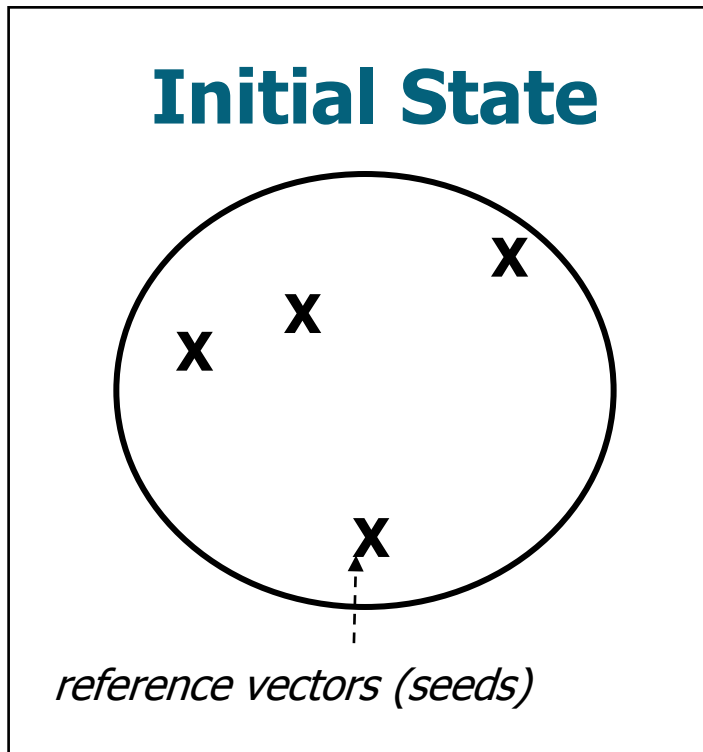 Initial State
X
X
X
X
reference vectors (seeds)